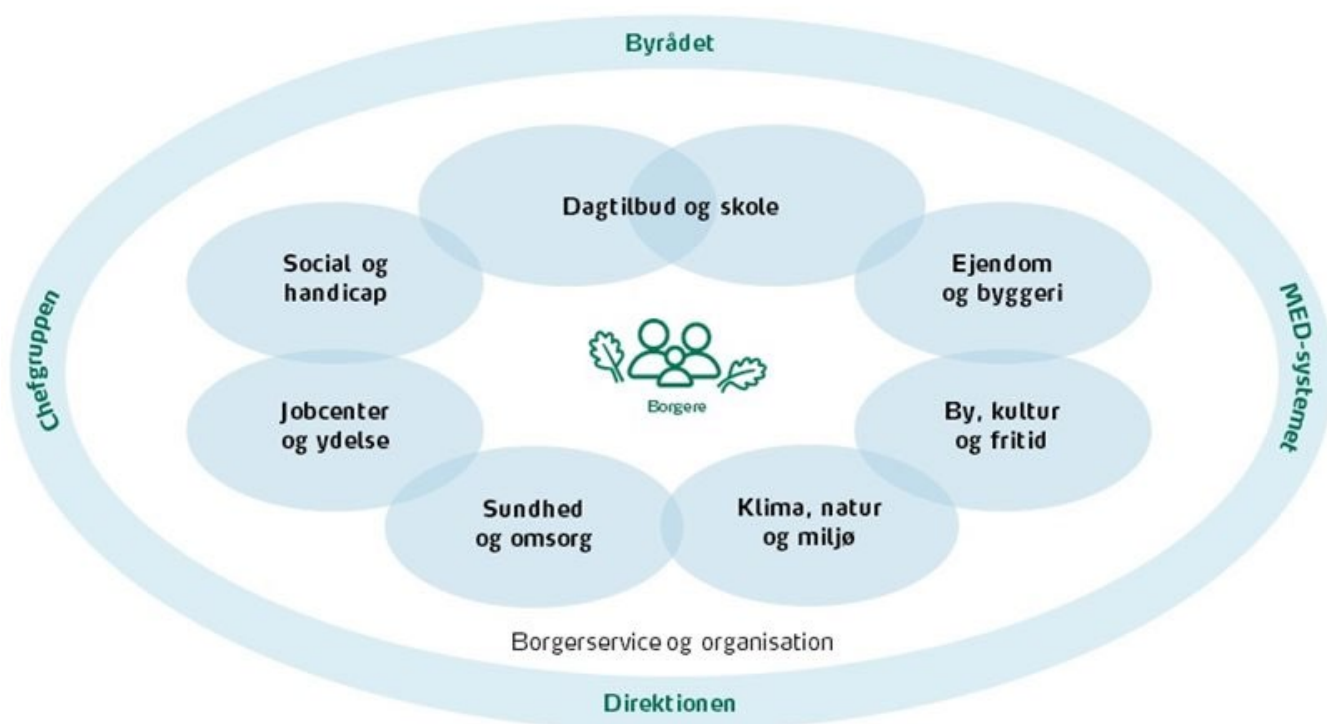 Byrådet
Dagtilbud og skole
Social og
handicap
Ejendom
og byggeri
Chefgruppen
MED-systemet
Borgere
Jobcenter
og ydelse
By, kultur
og fritid
Sundhed
og omsorg
Klima, natur
og miljø
Borgerservice og organisation
Direktionen